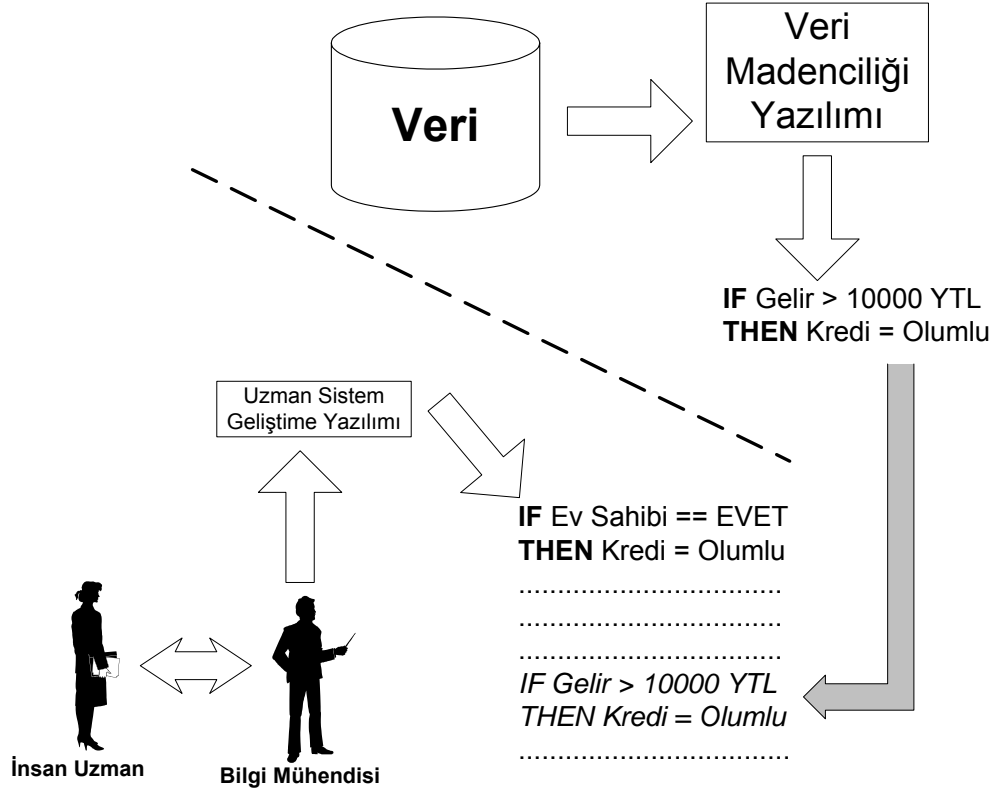 Veri
Veri
Madenciliği
Yazılımı
IF Gelir > 10000 YTL
THEN Kredi = Olumlu
Uzman Sistem
Geliştime Yazılımı
IF Ev Sahibi == EVET
THEN Kredi = Olumlu
..................................
..................................
..................................
IF Gelir > 10000 YTL
THEN Kredi = Olumlu
...................................
İnsan Uzman
Bilgi Mühendisi